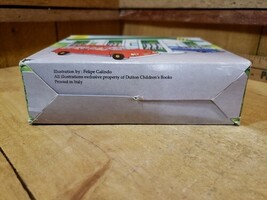 Illustration by: Felipe Galindo
All illustrations exclusive property of Dutton Children's Books
Printed in Italy